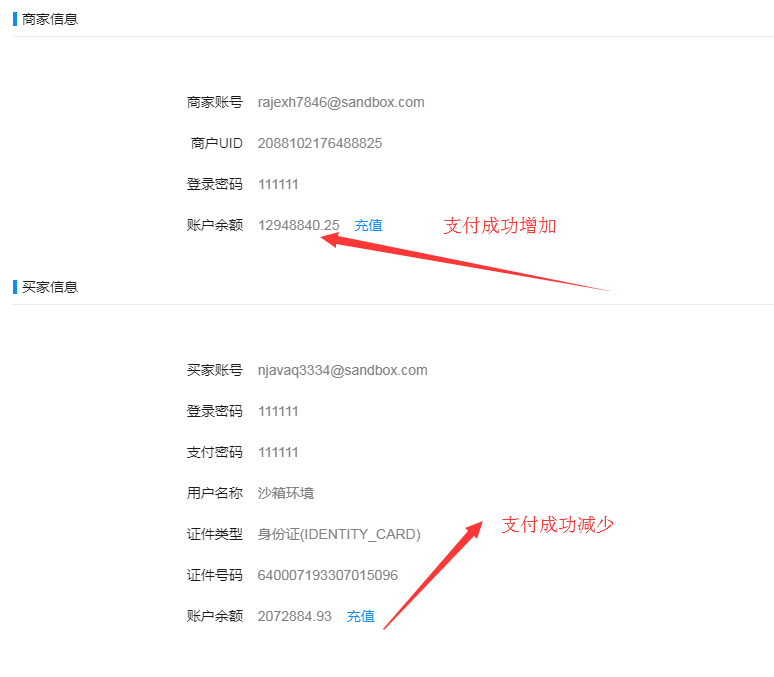 商家信息
商家账号 rajexh7846@sandbox.com
商户UID 2088102176488825
登录密码 111111
账户余额 12948840.25 充值 支付成功增加
买家信息
买家账号 njavaq3334@sandbox.com
登录密码 111111
支付密码 111111
用户名称 沙箱环境
支付成功减少
证件类型 身份证(IDENTITY_CARD)
证件号码 640007193307015096
账户余额 2072884.93 充值